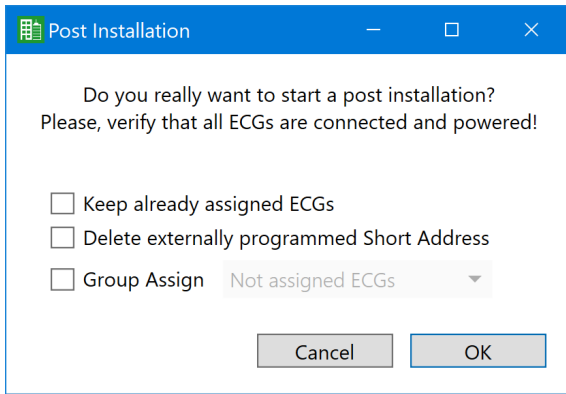 Post Installation
Do you really want to start a post installation?
Please, verify that all ECGs are connected and powered!
Keep already assigned ECGs
Delete externally programmed Short Address
Group Assign Not assigned ECGs
Cancel OK